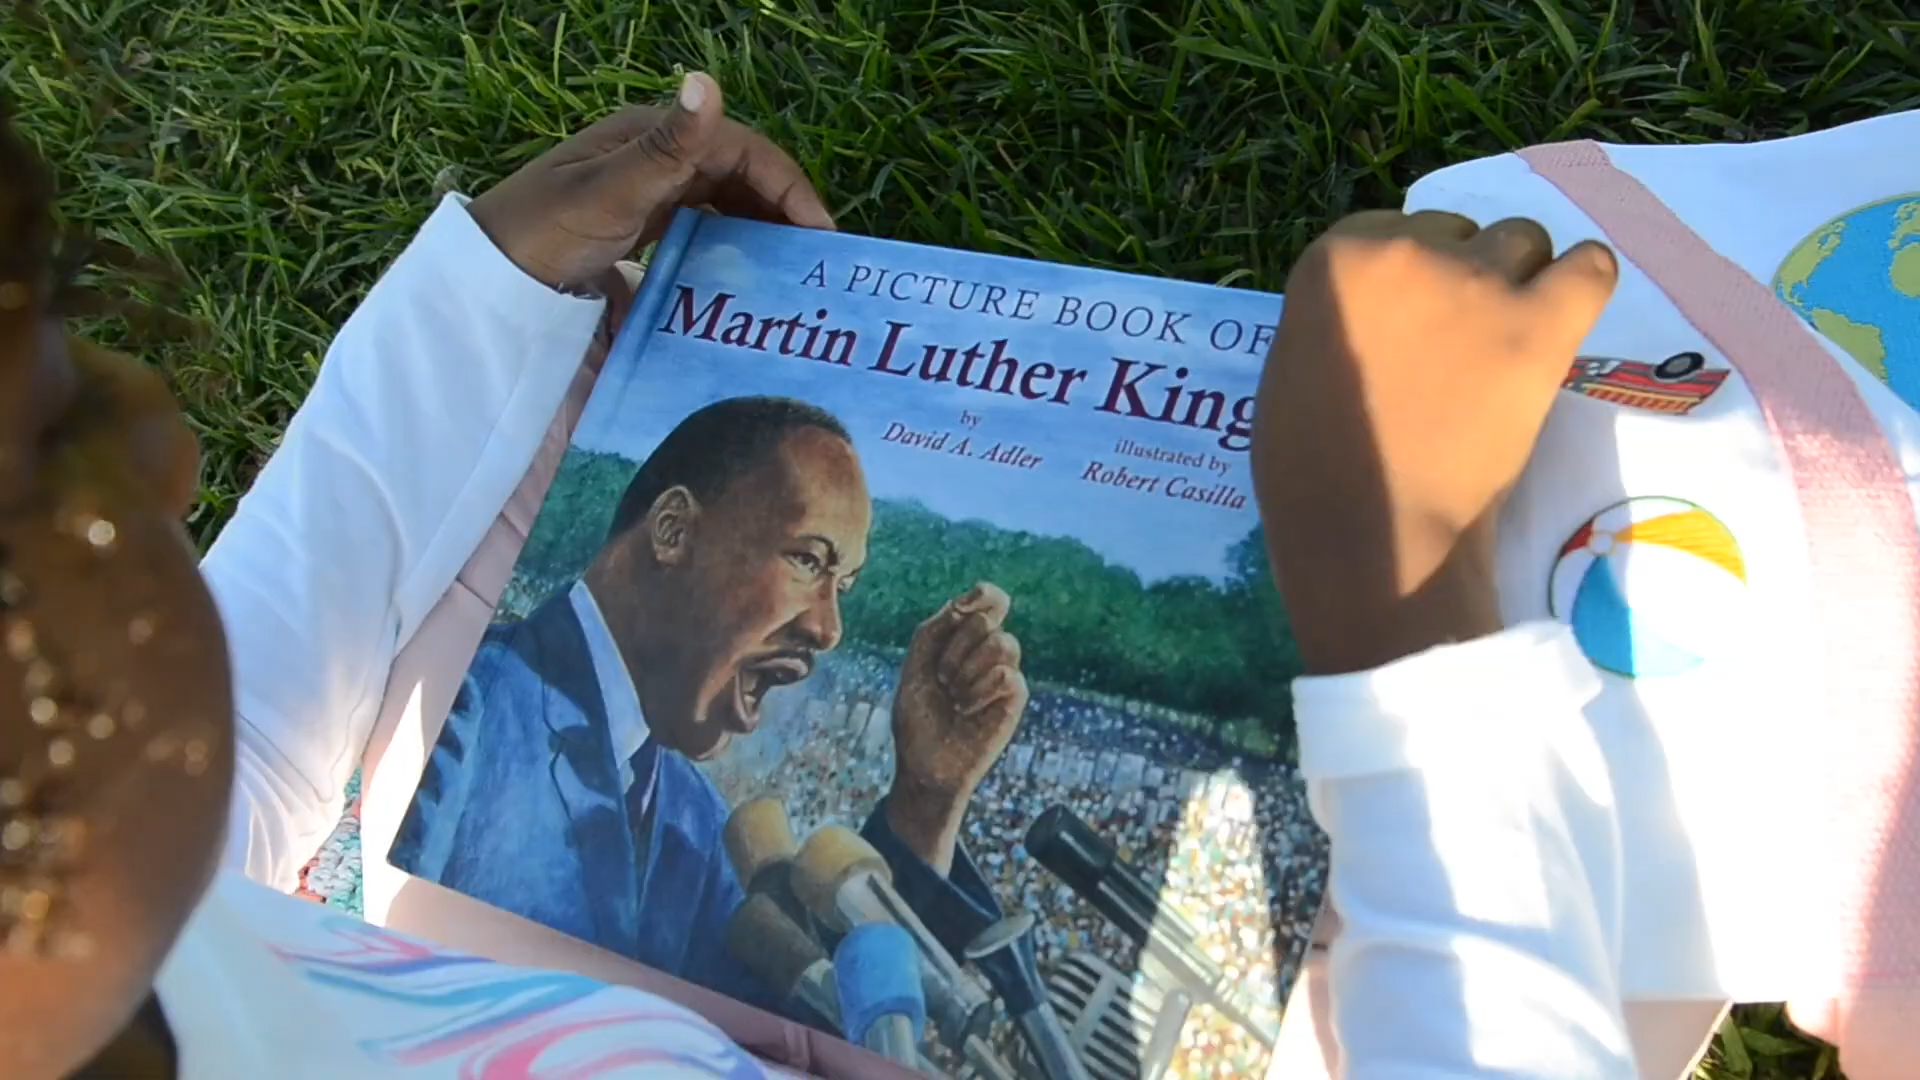 A PICTURE BOOK OF
Martin Luther King
by
David A. Adler
illustrated by
Robert Casilla